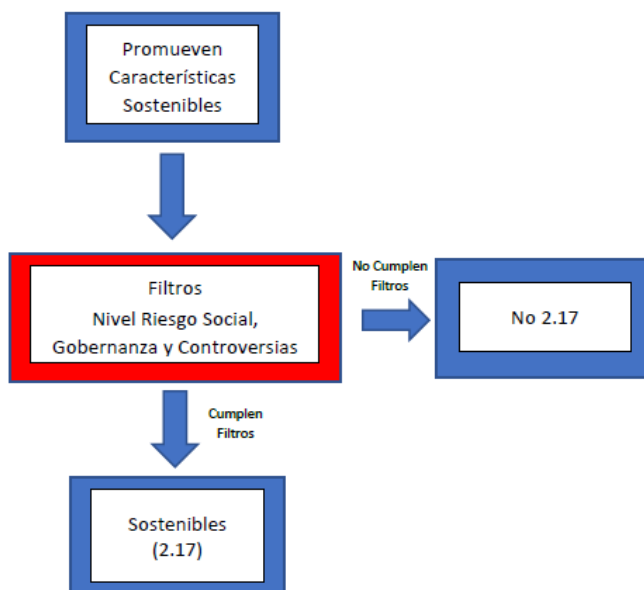 Promueven
Características
Sostenibles
Filtros
Nivel Riesgo Social,
Gobernanza y Controversias
No Cumplen
Filtros
No 2.17
Cumplen
Filtros
Sostenibles
(2.17)